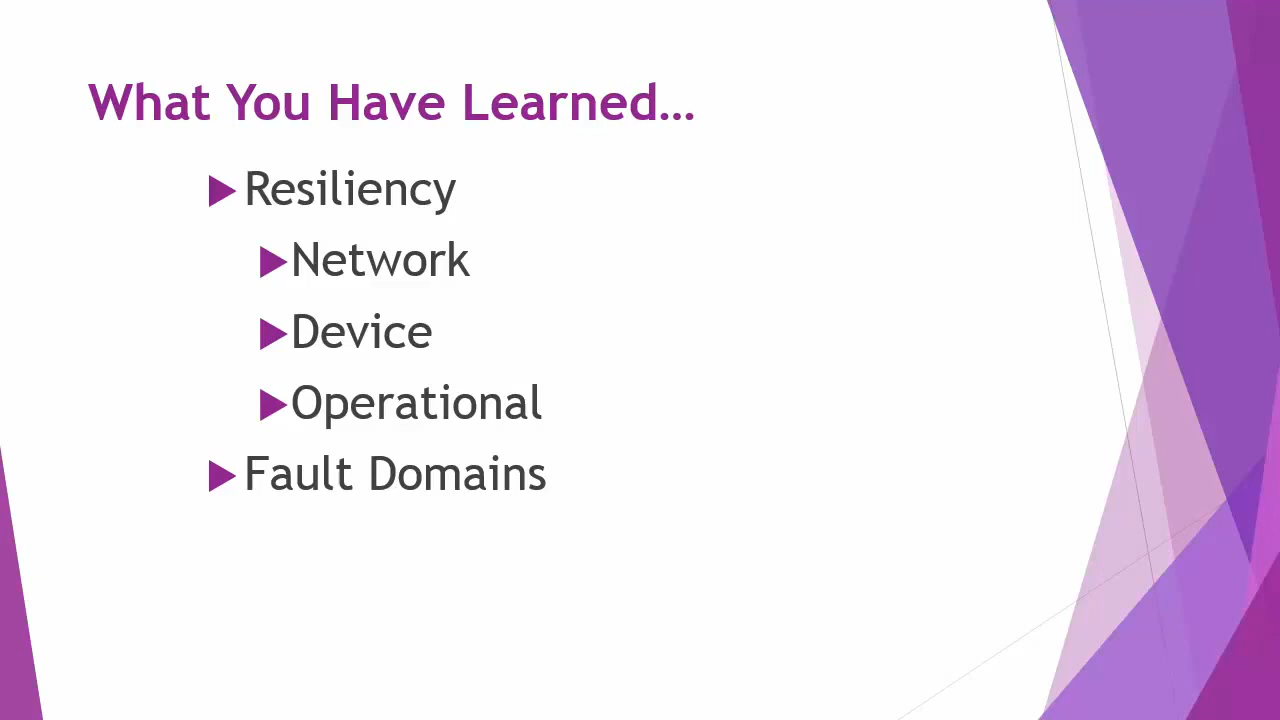 What You Have Learned...
Resiliency
Network
Device
Operational
Fault Domains